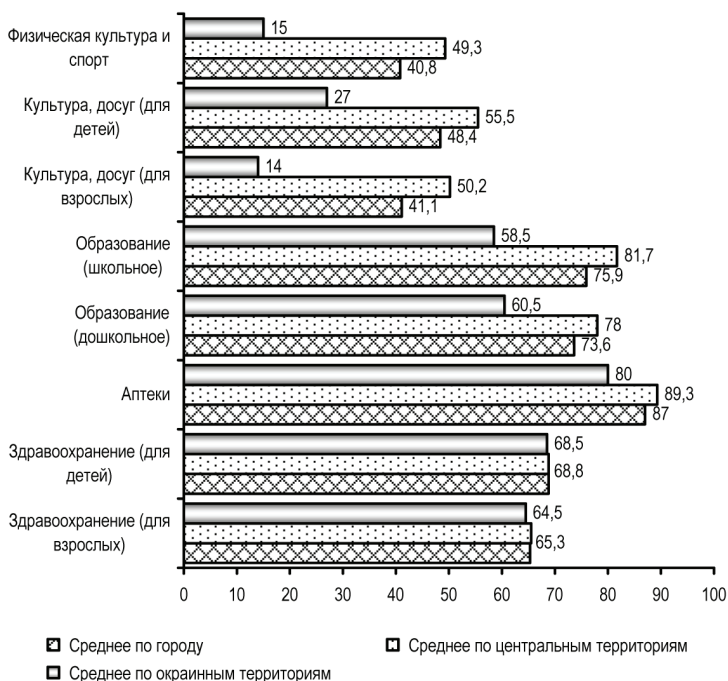 Физическая культура и
спорт
15
49,3
40,8
Культура, досуг (для
детей)
27
55,5
48,4
Культура, досуг (для
взрослых)
14
50,2
41,1
Образование
(школьное)
58,5
81,7
75,9
Образование
(дошкольное)
60,5
78
73,6
Аптеки
80
89,3
87
Здравоохранение (для
детей)
68,5
68,8
Здравоохранение (для
взрослых)
64,5
65,3
0 10 20 30 40 50 60 70 80 90 100
Среднее по городу
Среднее по центральным территориям
Среднее по окраинным территориям